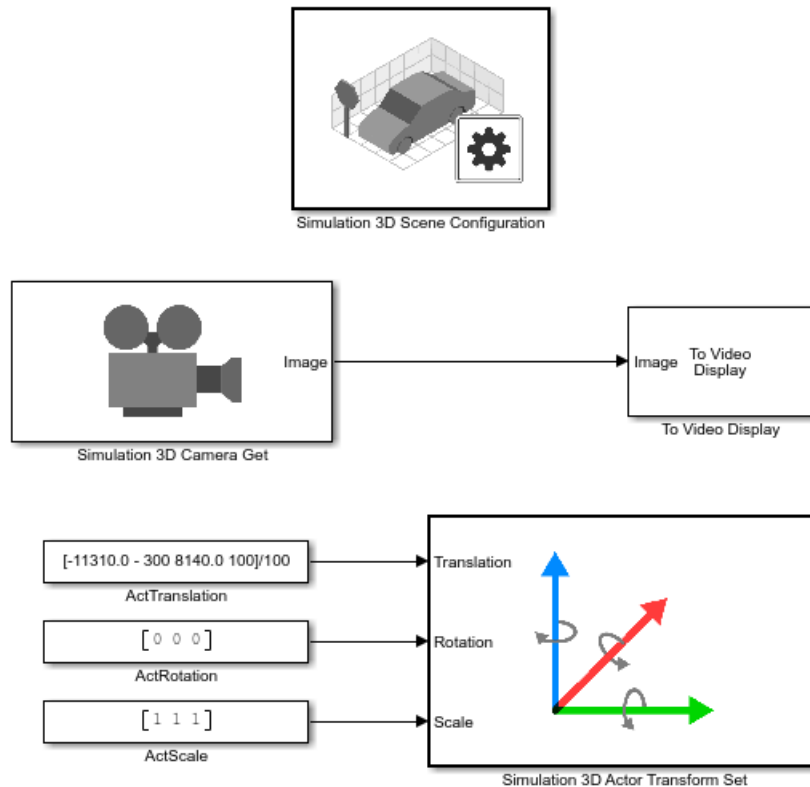 Simulation 3D Scene Configuration
Image
Simulation 3D Camera Get
Image
To Video
Display
To Video Display
[-11310.0 - 300 8140.0 100]/100
ActTranslation
[0 0 0]
ActRotation
[1 1 1]
ActScale
Translation
Rotation
Scale
Simulation 3D Actor Transform Set